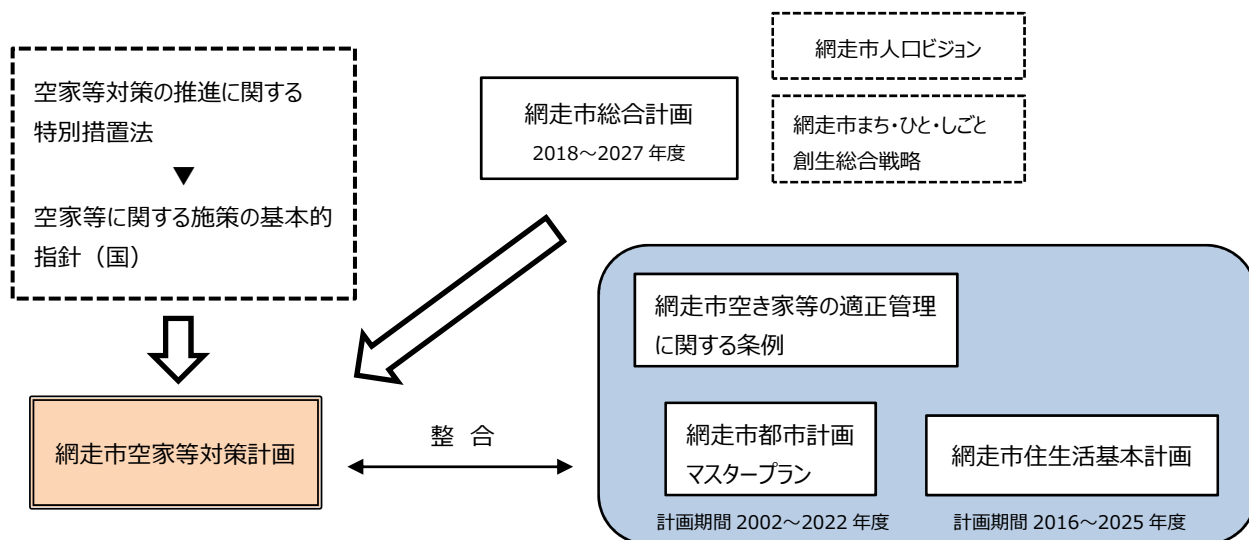 空家等対策の推進に関する
特別措置法
▼
空家等に関する施策の基本的
指針（国）
網走市総合計画
2018～2027 年度
網走市人口ビジョン
網走市まち・ひと・しごと
創生総合戦略
網走市空家等対策計画
整 合
網走市空き家等の適正管理
に関する条例
網走市都市計画
マスタープラン
計画期間 2002～2022 年度
網走市住生活基本計画
計画期間 2016～2025 年度